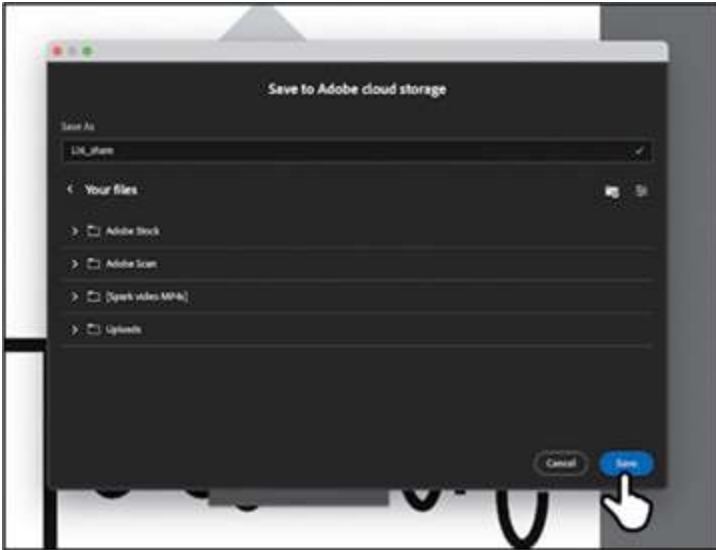 Save to Adobe cloud storage
Save As
L16_share
Your files
Adobe Stock
Adobe Scan
[Spark video MP4s]
Uploads
Cancel
Save